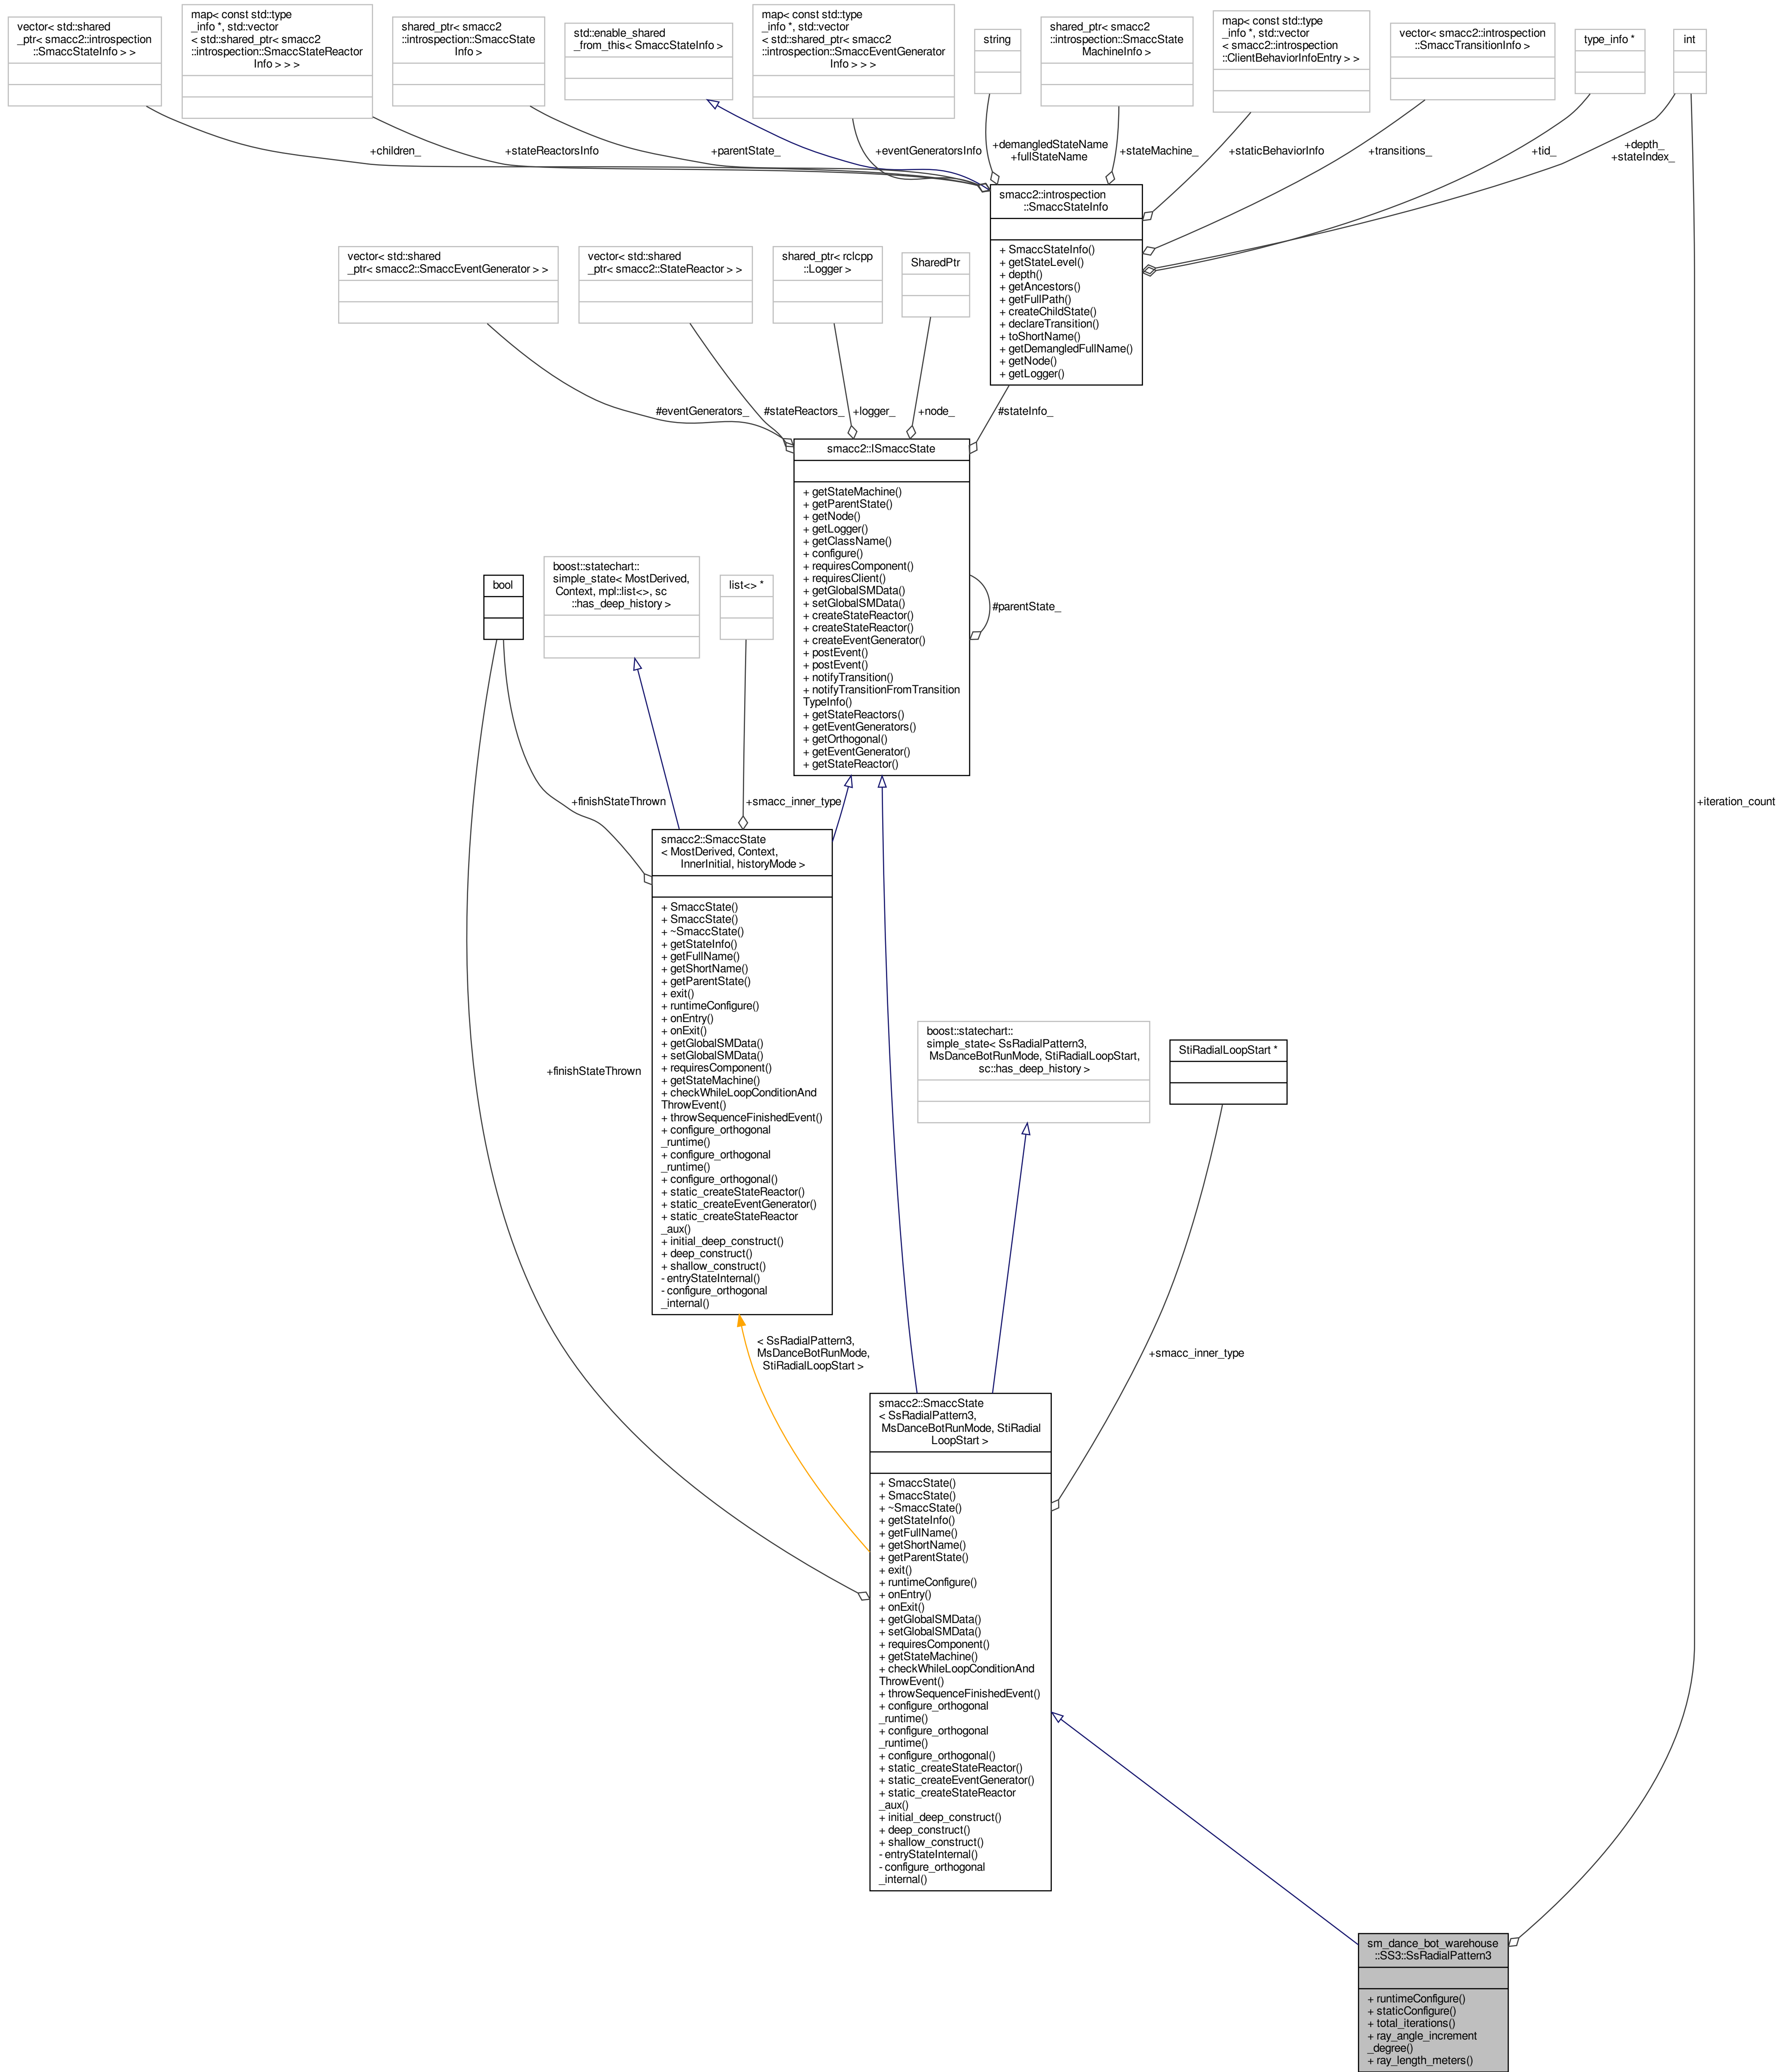 vector< std::shared
_ptr< smacc2::introspection
::SmaccStateInfo > >
map< const std::type
_info *, std::vector
< std::shared_ptr< smacc2
::introspection::SmaccStateReactor
Info > > >
shared_ptr< smacc2
::introspection::SmaccState
Info >
std::enable_shared
_from_this< SmaccStateInfo >
map< const std::type
_info *, std::vector
< std::shared_ptr< smacc2
::introspection::SmaccEventGenerator
Info > > >
string
shared_ptr< smacc2
::introspection::SmaccState
MachineInfo >
map< const std::type
_info *, std::vector
< smacc2::introspection
::ClientBehaviorInfoEntry > >
vector< smacc2::introspection
::SmaccTransitionInfo >
type_info *
int
+children_
+stateReactorsInfo
+parentState_
+eventGeneratorsInfo
+demangledStateName
+fullStateName
+stateMachine_
+staticBehaviorInfo
+transitions_
+tid_
+depth_
+stateIndex_
smacc2::introspection
::SmaccStateInfo
+ SmaccStateInfo()
+ getStateLevel()
+ depth()
+ getAncestors()
+ getFullPath()
+ createChildState()
+ declareTransition()
+ toShortName()
+ getDemangledFullName()
+ getNode()
+ getLogger()
vector< std::shared
_ptr< smacc2::SmaccEventGenerator > >
vector< std::shared
_ptr< smacc2::StateReactor > >
shared_ptr< rclcpp
::Logger >
SharedPtr
#eventGenerators_
#stateReactors_
+logger_
+node_
#stateInfo_
smacc2::ISmaccState
+ getStateMachine()
+ getParentState()
+ getNode()
+ getLogger()
+ getClassName()
+ configure()
+ requiresComponent()
+ requiresClient()
+ getGlobalSMData()
+ setGlobalSMData()
+ createStateReactor()
+ createStateReactor()
+ createEventGenerator()
+ postEvent()
+ postEvent()
+ notifyTransition()
+ notifyTransitionFromTransition
TypeInfo()
+ getStateReactors()
+ getEventGenerators()
+ getOrthogonal()
+ getEventGenerator()
+ getStateReactor()
#parentState_
bool
boost::statechart::
simple_state< MostDerived,
Context, mpl::list<>, sc
::has_deep_history >
list<> *
+finishStateThrown
+smacc_inner_type
+iteration_count
smacc2::SmaccState
< MostDerived, Context,
InnerInitial, historyMode >
+ SmaccState()
+ SmaccState()
+ ~SmaccState()
+ getStateInfo()
+ getFullName()
+ getShortName()
+ getParentState()
+ exit()
+ runtimeConfigure()
+ onEntry()
+ onExit()
+ getGlobalSMData()
+ setGlobalSMData()
+ requiresComponent()
+ getStateMachine()
+ checkWhileLoopConditionAnd
ThrowEvent()
+ throwSequenceFinishedEvent()
+ configure_orthogonal
_runtime()
+ configure_orthogonal
_runtime()
+ configure_orthogonal()
+ static_createStateReactor()
+ static_createEventGenerator()
+ static_createStateReactor
_aux()
+ initial_deep_construct()
+ deep_construct()
+ shallow_construct()
- entryStateInternal()
- configure_orthogonal
_internal()
+finishStateThrown
boost::statechart::
simple_state< SsRadialPattern3,
MsDanceBotRunMode, StiRadialLoopStart,
sc::has_deep_history >
StiRadialLoopStart *
< SsRadialPattern3,
MsDanceBotRunMode,
StiRadialLoopStart >
+smacc_inner_type
smacc2::SmaccState
< SsRadialPattern3,
MsDanceBotRunMode, StiRadial
LoopStart >
+ SmaccState()
+ SmaccState()
+ ~SmaccState()
+ getStateInfo()
+ getFullName()
+ getShortName()
+ getParentState()
+ exit()
+ runtimeConfigure()
+ onEntry()
+ onExit()
+ getGlobalSMData()
+ setGlobalSMData()
+ requiresComponent()
+ getStateMachine()
+ checkWhileLoopConditionAnd
ThrowEvent()
+ throwSequenceFinishedEvent()
+ configure_orthogonal
_runtime()
+ configure_orthogonal
_runtime()
+ configure_orthogonal()
+ static_createStateReactor()
+ static_createEventGenerator()
+ static_createStateReactor
_aux()
+ initial_deep_construct()
+ deep_construct()
+ shallow_construct()
- entryStateInternal()
- configure_orthogonal
_internal()
sm_dance_bot_warehouse
::SS3::SsRadialPattern3
+ runtimeConfigure()
+ staticConfigure()
+ total_iterations()
+ ray_angle_increment
_degree()
+ ray_length_meters()